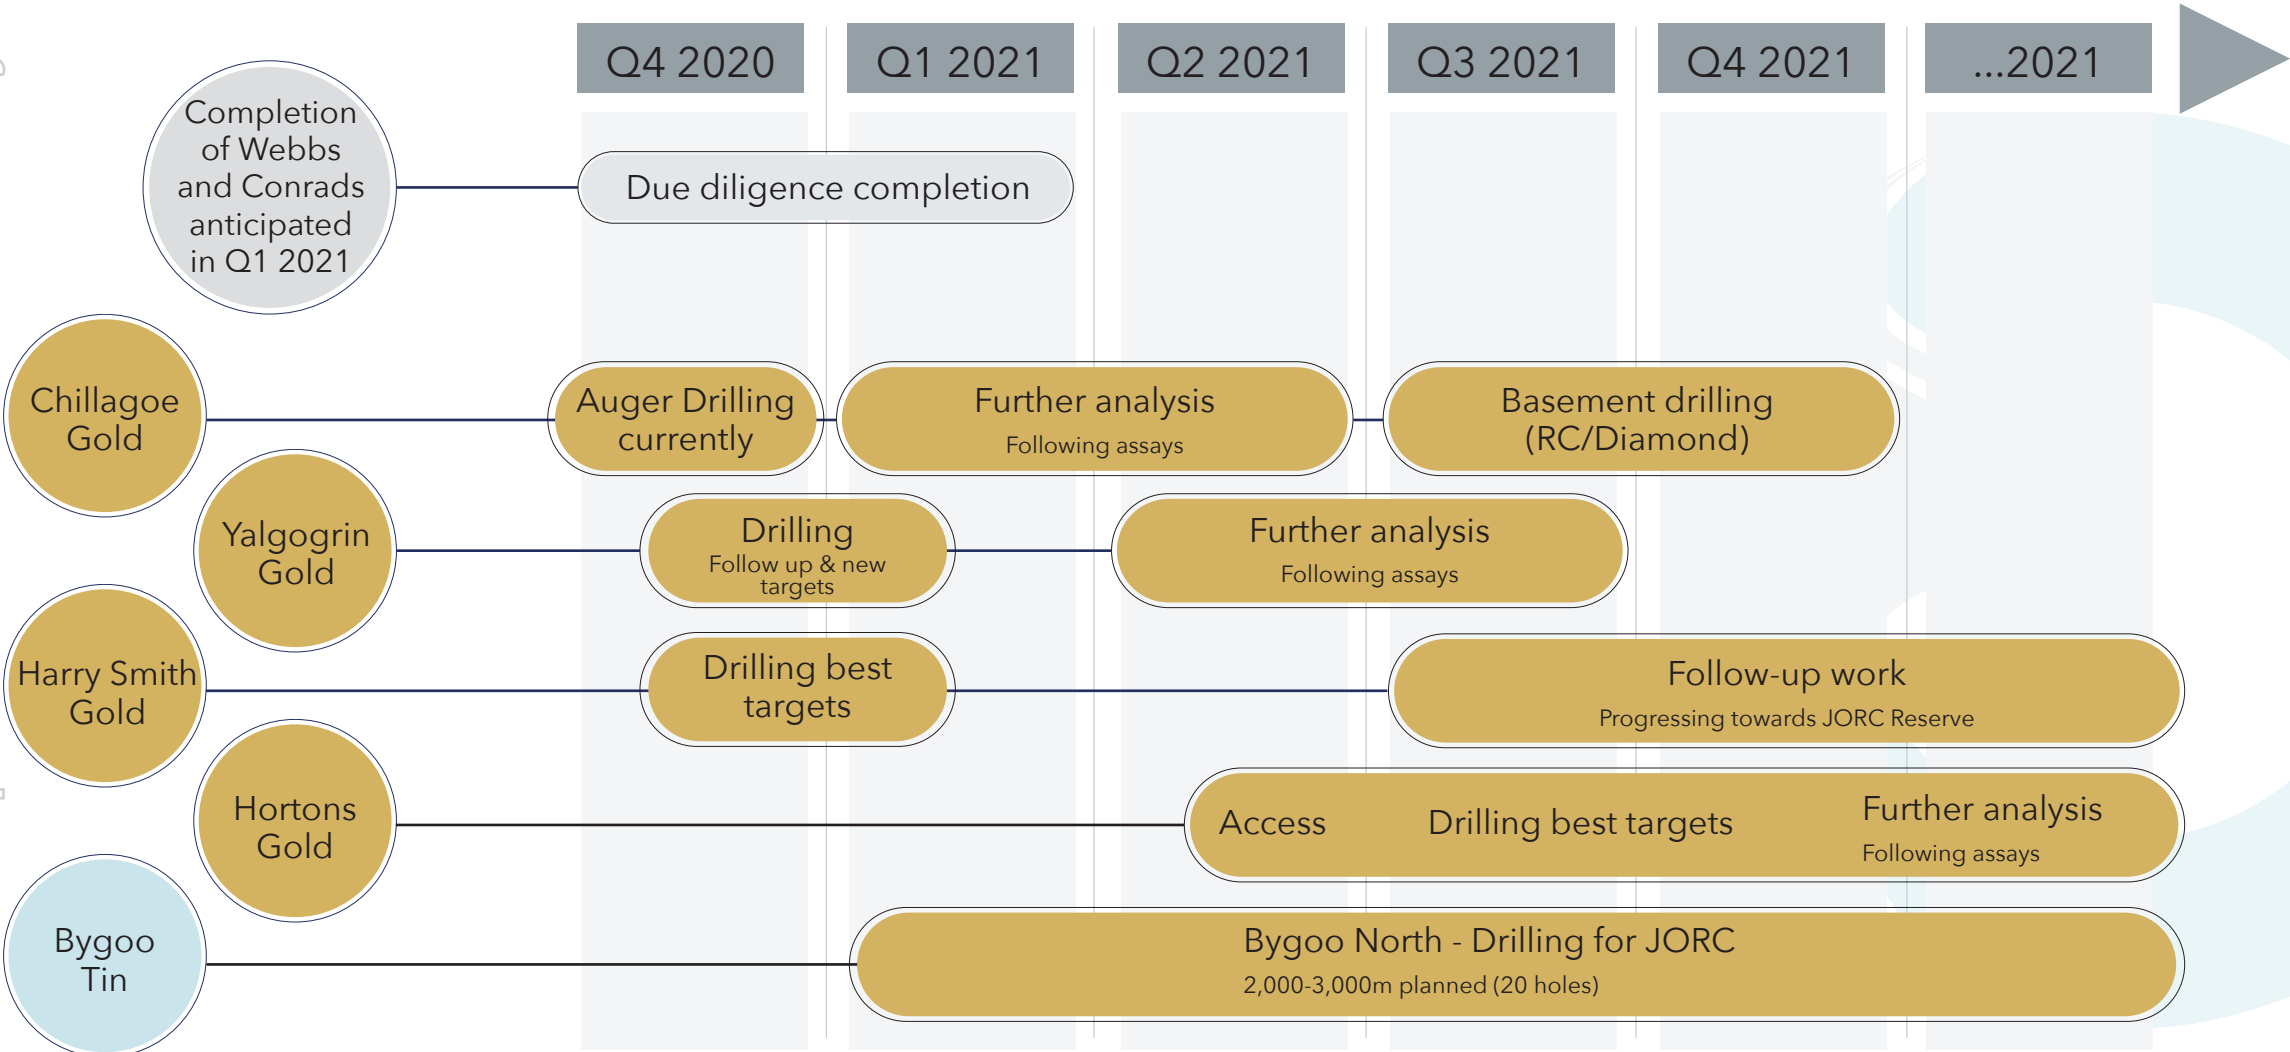 Q4 2020
Q1 2021
Q2 2021
Q3 2021
Q4 2021
...2021
Completion
of Webbs
and Conrads
anticipated
in Q1 2021
Due diligence completion
Chillagoe
Gold
Auger Drilling
currently
Further analysis
Following assays
Basement drilling
(RC/Diamond)
Yalgogrin
Gold
Drilling
Follow up & new
targets
Further analysis
Following assays
Harry Smith
Gold
Drilling best
targets
Follow-up work
Progressing towards JORC Reserve
Hortons
Gold
Access
Drilling best targets
Further analysis
Following assays
Bygoo
Tin
Bygoo North - Drilling for JORC
2,000-3,000m planned (20 holes)